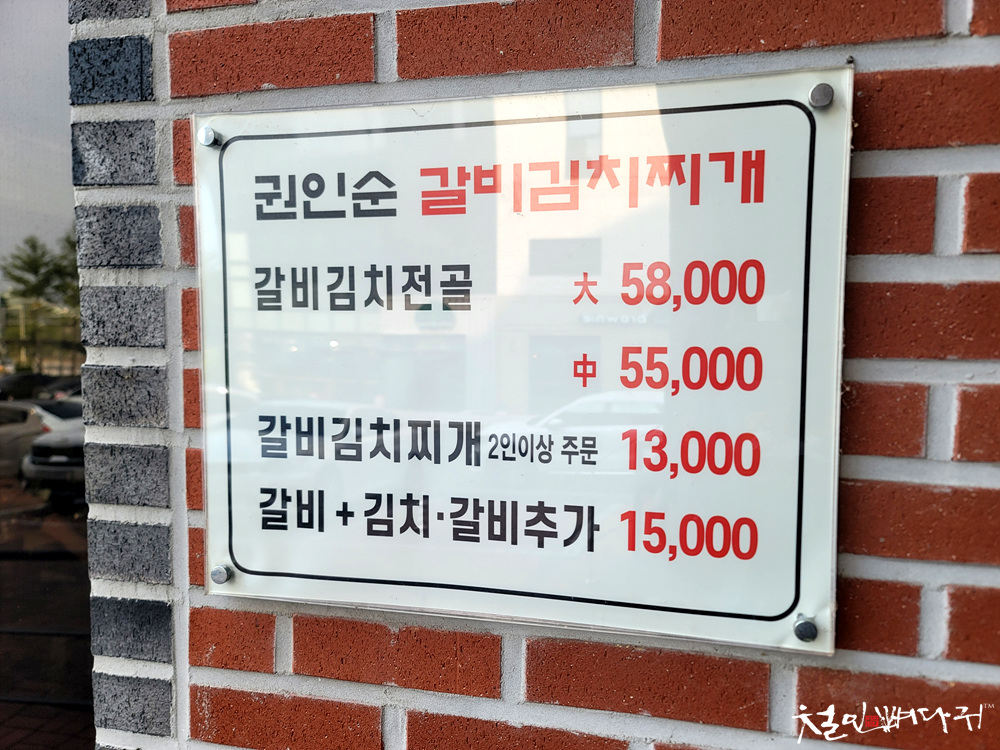 권인순 갈비김치찌개
갈비김치전골 大 58,000
中 55,000
갈비김치찌개 2인이상 주문 13,000
갈비 + 김치·갈비추가 15,000